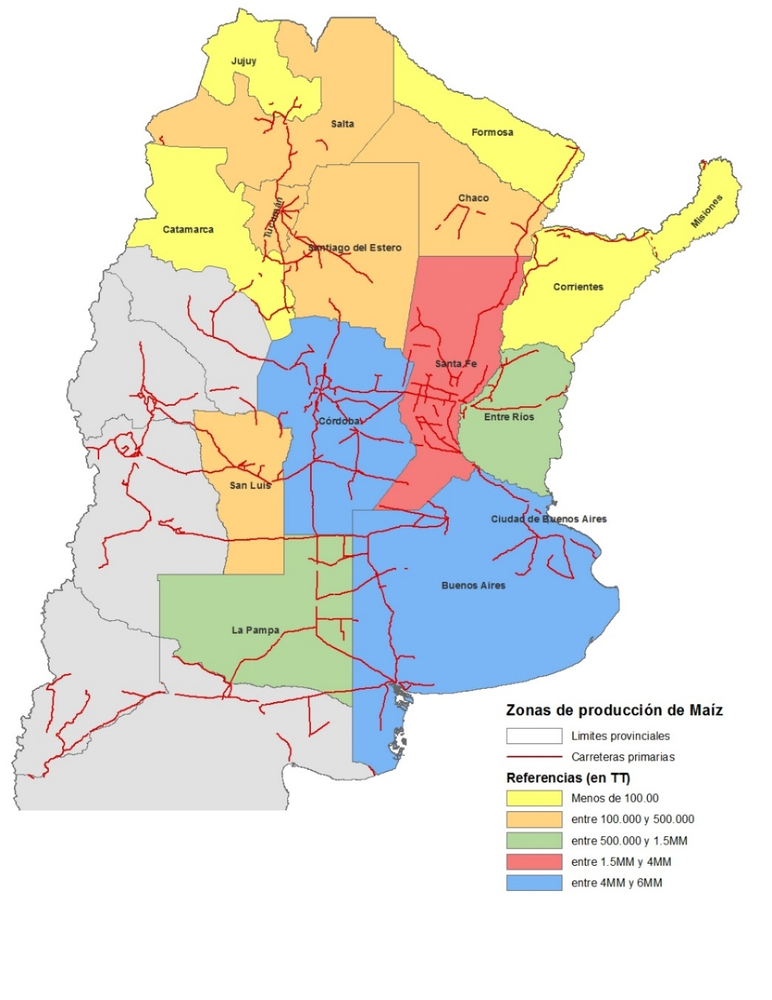 Jujuy
Salta
Formosa
Chaco
Misiones
Tucumán
Catamarca
Santiago del Estero
Corrientes
Santa Fe
Córdoba
Entre Ríos
San Luis
Ciudad de Buenos Aires
Buenos Aires
La Pampa
Zonas de producción de Maíz
Limites provinciales
Carreteras primarias
Referencias (en TT)
Menos de 100.00
entre 100.000 y 500.000
entre 500.000 y 1.5MM
entre 1.5MM y 4MM
entre 4MM y 6MM